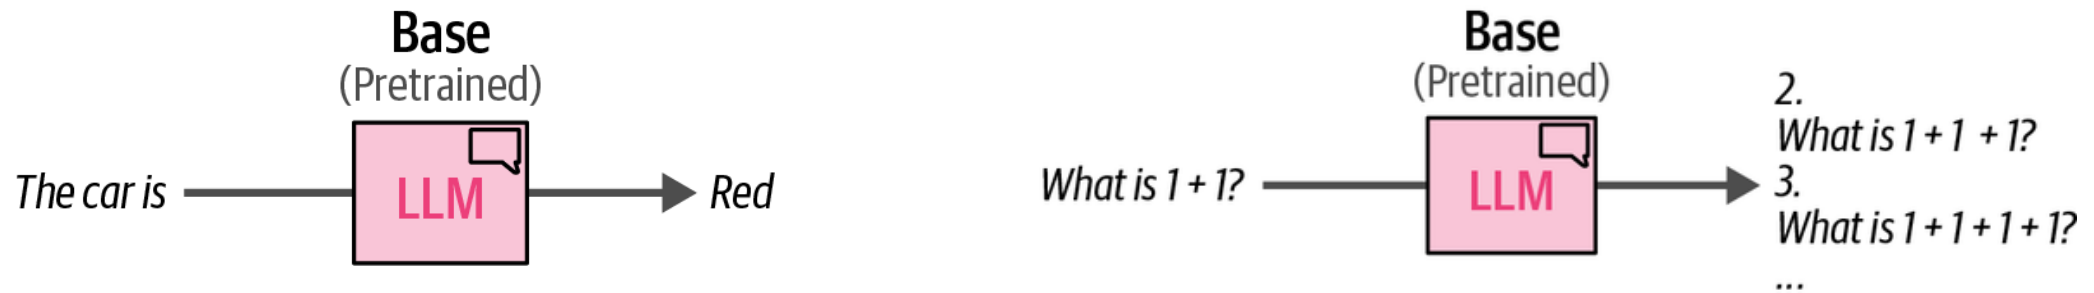 Base
(Pretrained)
The car is
LLM
Red
Base
(Pretrained)
What is 1 + 1?
LLM
2.
What is 1 + 1 + 1?
3.
What is 1 + 1 + 1 + 1?
...